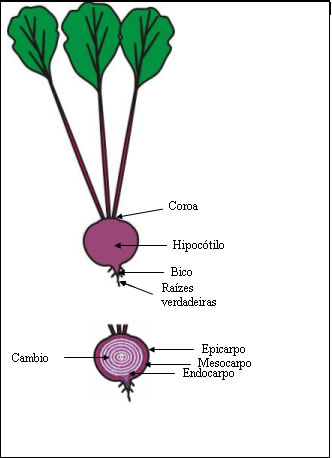 Coroa
Hipocótilo
Bico
Raízes
verdadeiras
Epicarpo
Cambio
Mesocarpo
Endocarpo